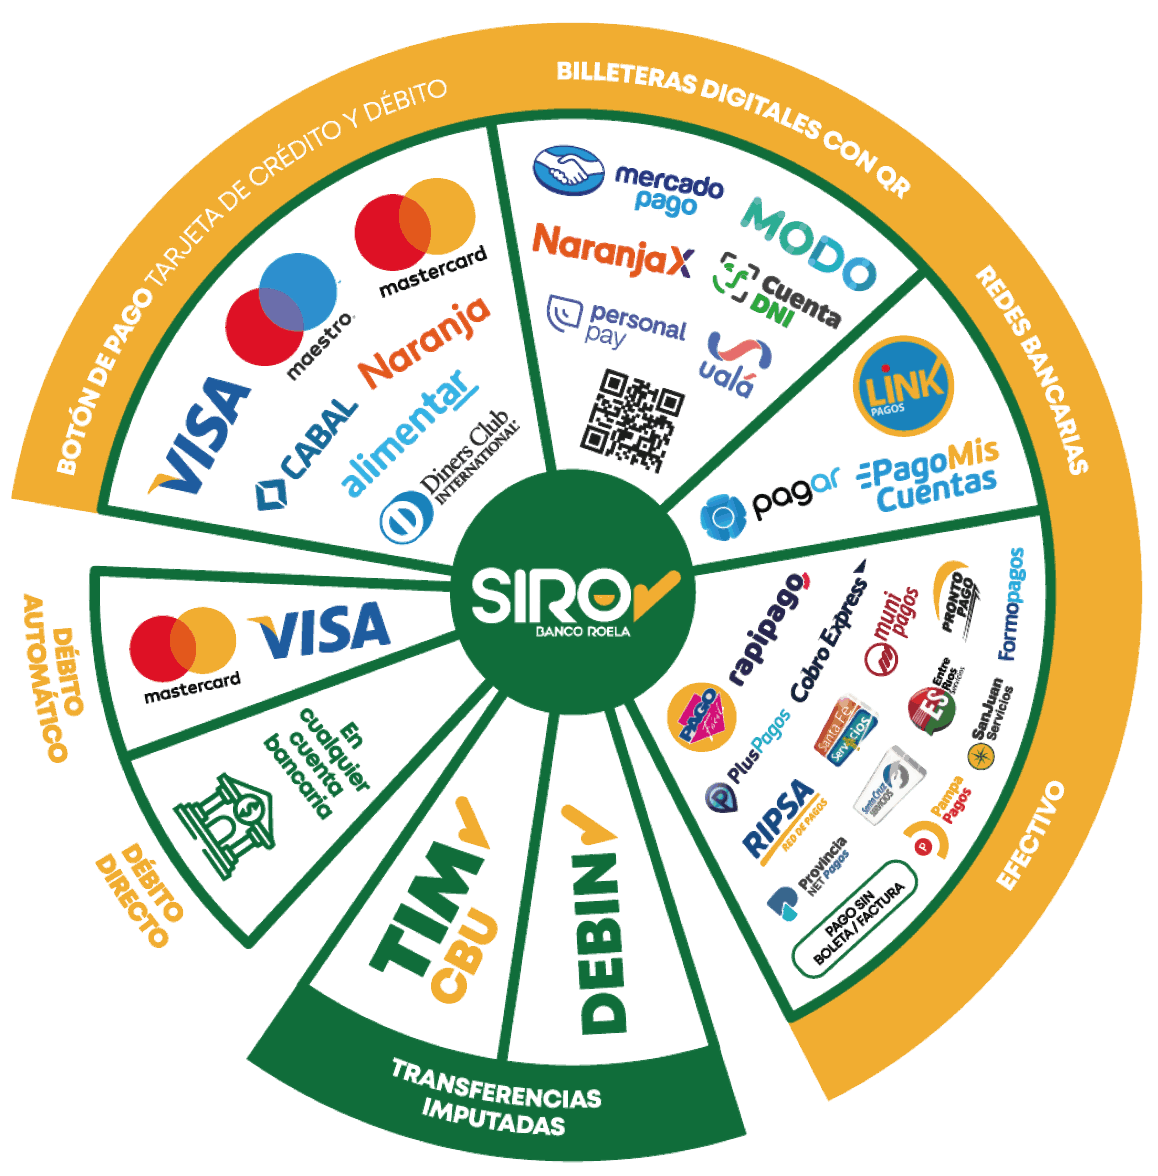 BOTÓN DE PAGO TARJETA DE CRÉDITO Y DÉBITO
mastercard
maestro
VISA
Naranja
CABAL
alimentar
Diners Club
INTERNATIONAL
BILLETERAS DIGITALES CON QR
mercado
pago
MODO
NaranjaX
Cuenta
DNI
personal
pay
ualá
REDES BANCARIAS
LINK
PAGOS
pagar
PagoMis
Cuentas
SIRO
BANCO ROELA
EFECTIVO
rapipago
Cobro Express
muni
pagos
PRONTO
PAGO
Formopagos
PAGO
fácil
PlusPagos
Santa Fe
Servicios
ES
Entre
Ríos
Servicios
SanJuan
Servicios
RIPSA
RED DE PAGOS
Santa Cruz
SERVICIOS
P
Pampa
Pagos
Provincia
NET Pagos
PAGO SIN
BOLETA / FACTURA
DÉBITO
AUTOMÁTICO
mastercard
VISA
DÉBITO
DIRECTO
En
cualquier
cuenta
bancaria
TIM
CBU
DEBIN
TRANSFERENCIAS
IMPUTADAS